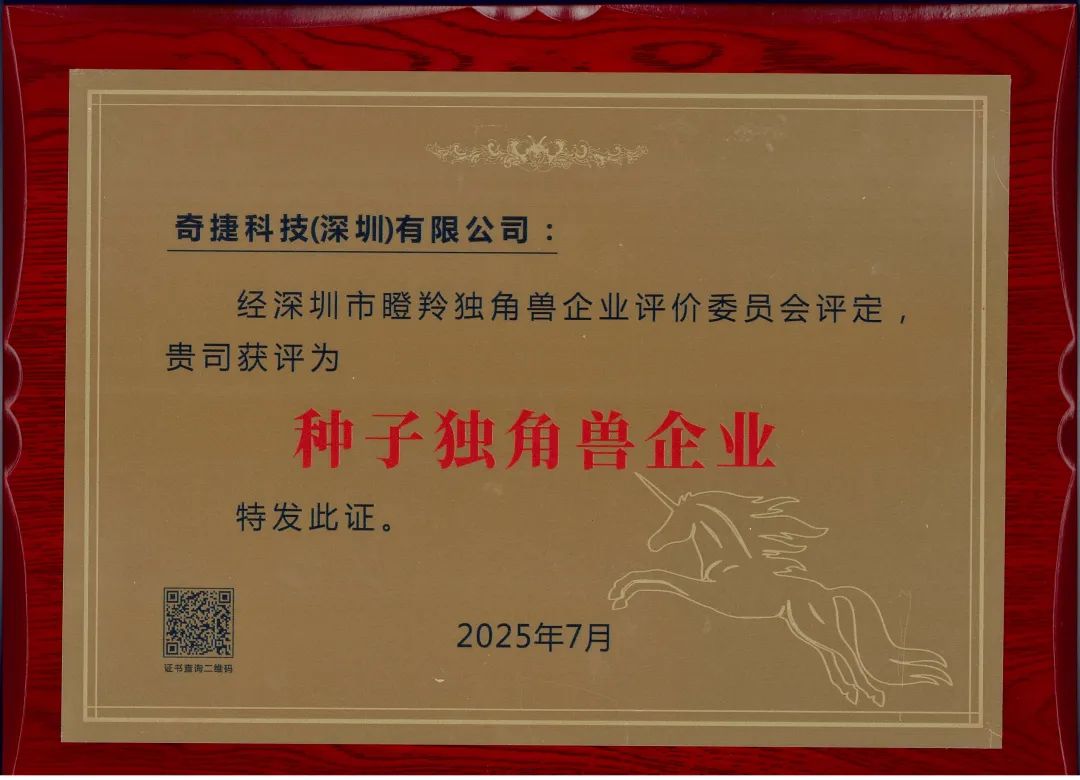 奇捷科技(深圳)有限公司：
经深圳市瞪羚独角兽企业评价委员会评定，
贵司获评为
种子独角兽企业
特发此证。
2025年7月
证书查询二维码